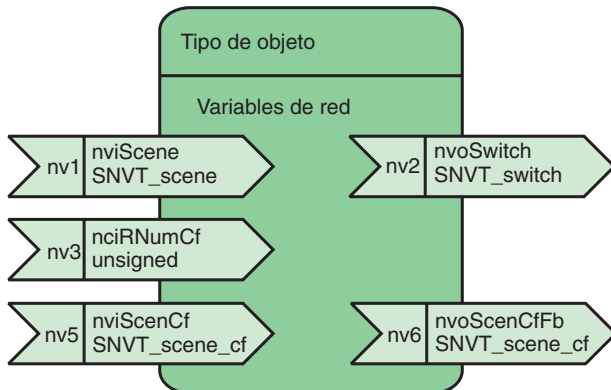 Tipo de objeto
Variables de red
nv1
nviScene
SNVT_scene
nv2
nvoSwitch
SNVT_switch
nv3
nciRNumCf
unsigned
nv5
nviScenCf
SNVT_scene_cf
nv6
nvoScenCfFb
SNVT_scene_cf